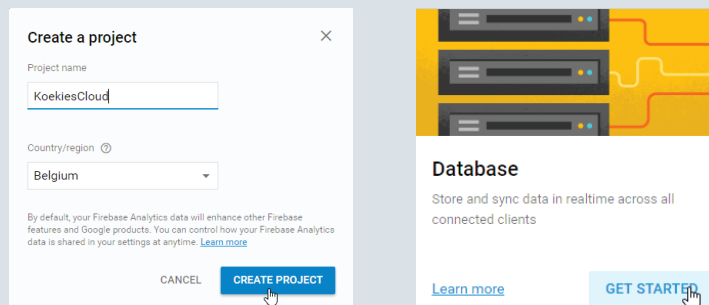 Create a project
Project name
KoekiesCloud
Country/region
Belgium
By default, your Firebase Analytics data will enhance other Firebase
features and Google products. You can control how your Firebase Analytics
data is shared in your settings at anytime. Learn more
CANCEL
CREATE PROJECT
Database
Store and sync data in realtime across all
connected clients
Learn more
GET STARTED